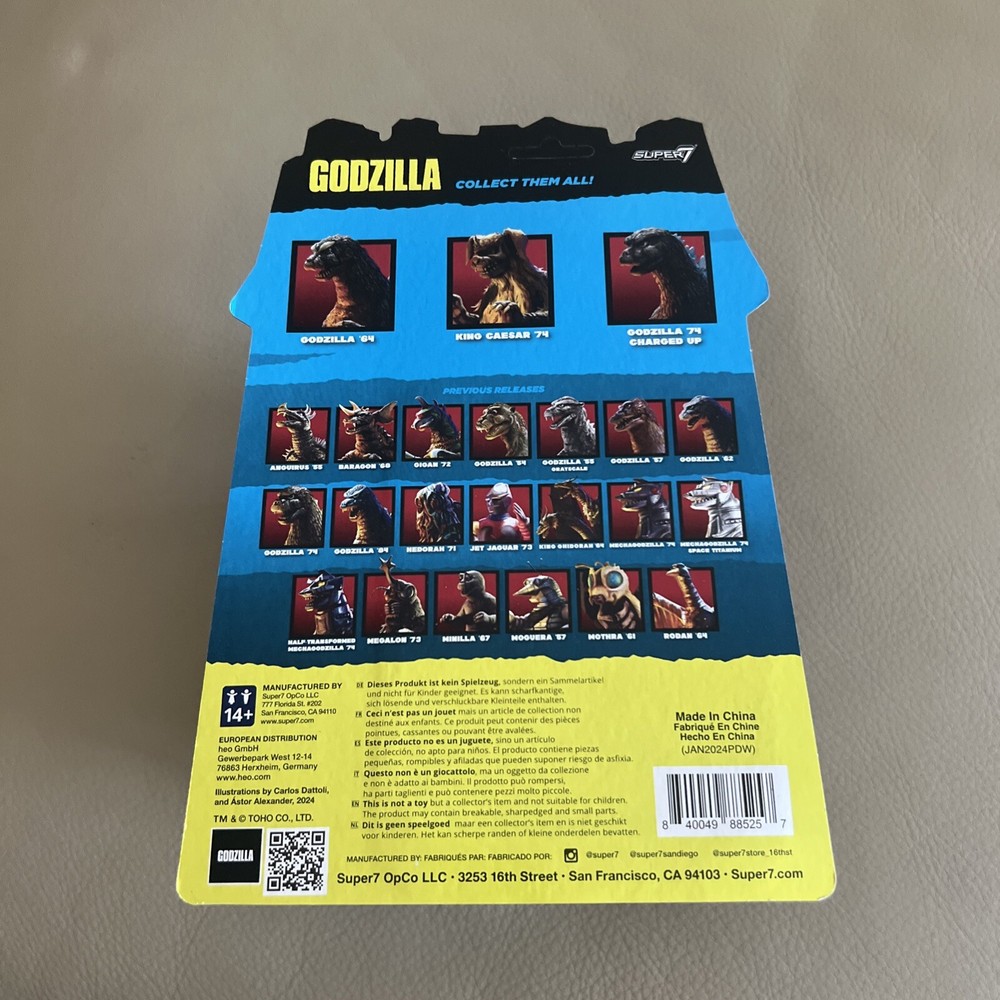 GODZILLA
COLLECT THEM ALL!
SUPER7
GODZILLA '64
KING CAESAR '74
GODZILLA '74
CHARGED UP
PREVIOUS RELEASES
ANGUIRUS '55
BARAGON '68
GIGAN '72
GODZILLA '54
GODZILLA '55
GRAYSCALE
GODZILLA '57
GODZILLA '62
GODZILLA '74
GODZILLA '84
HEDORAH '71
JET JAGUAR '73
KING GHIDORAH '64
MECHAGODZILLA '74
MECHAGODZILLA '74
SPACE TITANIUM
HALF TRANSFORMED
MECHAGODZILLA '74
MEGALON '73
MINILLA '67
MOGUERA '57
MOTHRA '61
RODAN '64
14+
MANUFACTURED BY
Super7 OpCo LLC
777 Florida St. #202
San Francisco, CA 94110
www.super7.com
EUROPEAN DISTRIBUTION
heo GmbH
Gewerbepark West 12-14
76863 Herxheim, Germany
www.heo.com
Illustrations by Carlos Dattoli,
and Ástor Alexander, 2024
TM & © TOHO CO., LTD.
GODZILLA
DE Dieses Produkt ist kein Spielzeug, sondern ein Sammelartikel
und nicht für Kinder geeignet. Es kann scharfkantige,
sich lösende und verschluckbare Kleinteile enthalten.
FR Ceci n'est pas un jouet mais un article de collection non
destiné aux enfants. Ce produit peut contenir des pièces
pointues, cassantes ou pouvant être avalées.
ES Este producto no es un juguete, sino un artículo
de colección, no apto para niños. El producto contiene piezas
pequeñas, rompibles y afiladas que pueden suponer riesgo de asfixia.
IT Questo non è un giocattolo, ma un oggetto da collezione
e non è adatto ai bambini. Il prodotto può rompersi,
ha parti taglienti e può contenere pezzi molto piccole.
EN This is not a toy but a collector's item and not suitable for children.
The product may contain breakable, sharpedged and small parts.
NL Dit is geen speelgoed maar een collector's item en is niet geschikt
voor kinderen. Het kan scherpe randen of kleine onderdelen bevatten.
Made In China
Fabriqué En Chine
Hecho En China
(JAN2024PDW)
8 40049 88525 7
MANUFACTURED BY: FABRIQUÉS PAR: FABRICADO POR: @super7 @super7sandiego @super7store_16thst
Super7 OpCo LLC • 3253 16th Street • San Francisco, CA 94103 • Super7.com